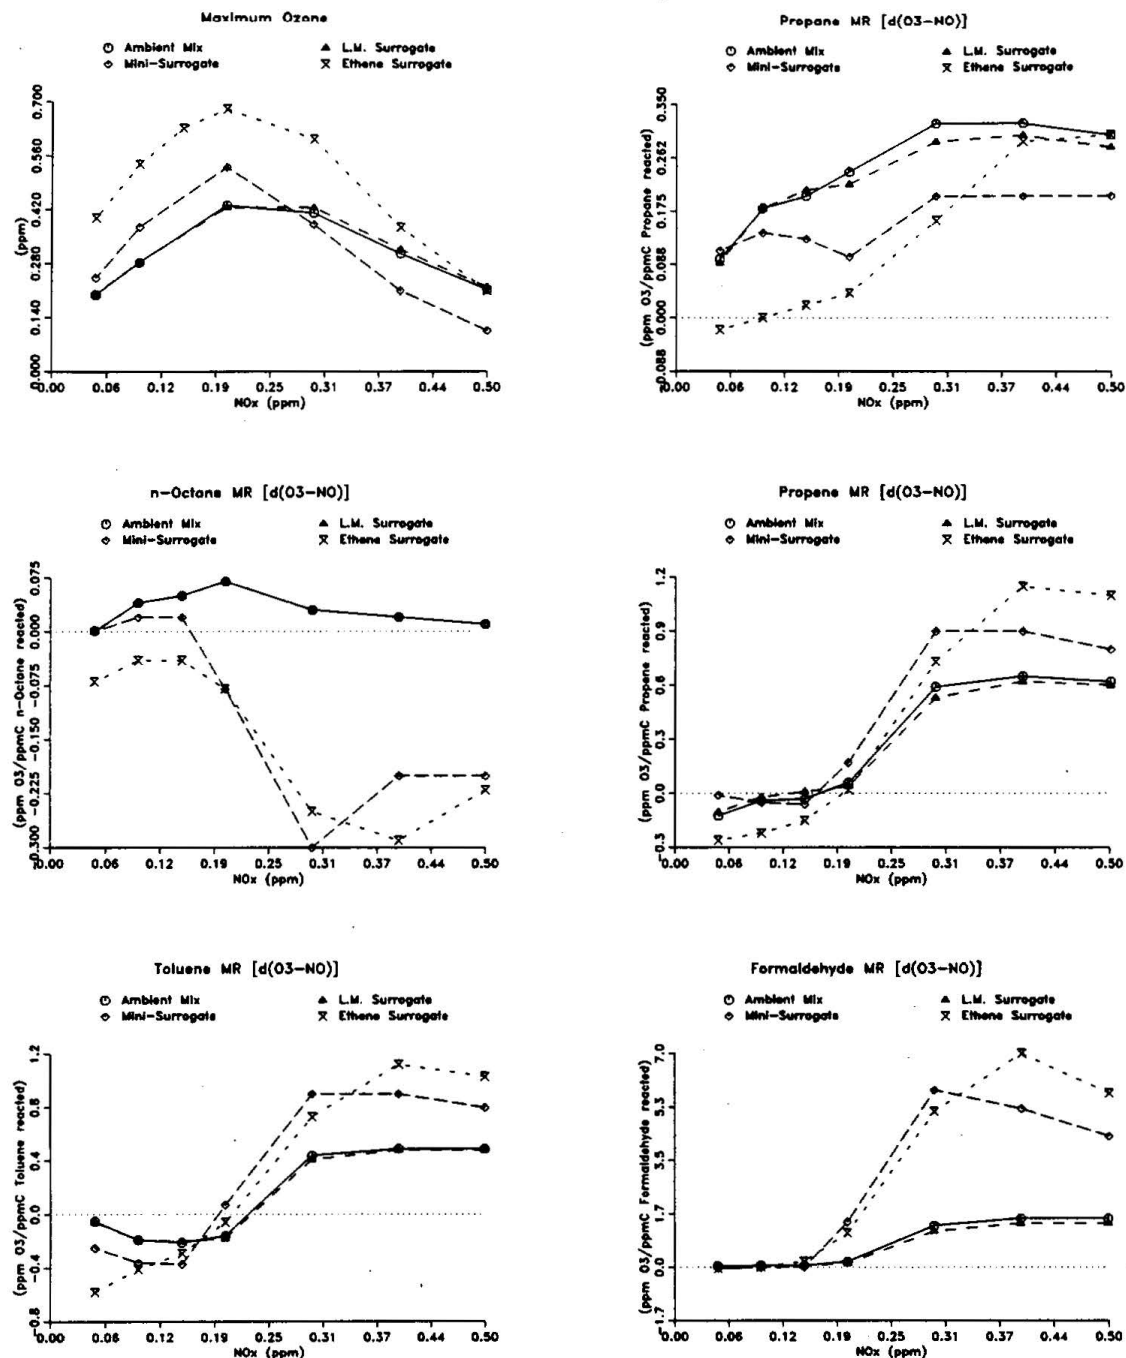 Maximum Ozone
Ambient Mix
L.M. Surrogate
Mini-Surrogate
Ethene Surrogate
(ppm)
0.700
0.560
0.420
0.280
0.140
0.000
0.00 0.06 0.12 0.19 0.25 0.31 0.37 0.44 0.50
NOx (ppm)
Propane MR [d(O3-NO)]
Ambient Mix
L.M. Surrogate
Mini-Surrogate
Ethene Surrogate
(ppm O3/ppmC Propane reacted)
0.350
0.262
0.175
0.088
0.000
0.088
0.00 0.06 0.12 0.19 0.25 0.31 0.37 0.44 0.50
NOx (ppm)
n-Octane MR [d(O3-NO)]
Ambient Mix
L.M. Surrogate
Mini-Surrogate
Ethene Surrogate
(ppm O3/ppmC n-Octane reacted)
0.075
0.000
-0.075
-0.150
-0.225
-0.300
0.00 0.06 0.12 0.19 0.25 0.31 0.37 0.44 0.50
NOx (ppm)
Propene MR [d(O3-NO)]
Ambient Mix
L.M. Surrogate
Mini-Surrogate
Ethene Surrogate
(ppm O3/ppmC Propene reacted)
1.2
0.9
0.6
0.3
0.0
-0.3
0.00 0.06 0.12 0.19 0.25 0.31 0.37 0.44 0.50
NOx (ppm)
Toluene MR [d(O3-NO)]
Ambient Mix
L.M. Surrogate
Mini-Surrogate
Ethene Surrogate
(ppm O3/ppmC Toluene reacted)
1.2
0.8
0.4
0.0
-0.4
-0.8
0.00 0.06 0.12 0.19 0.25 0.31 0.37 0.44 0.50
NOx (ppm)
Formaldehyde MR [d(O3-NO)]
Ambient Mix
L.M. Surrogate
Mini-Surrogate
Ethene Surrogate
(ppm O3/ppmC Formaldehyde reacted)
7.0
5.3
3.5
1.7
0.0
-1.7
0.00 0.06 0.12 0.19 0.25 0.31 0.37 0.44 0.50
NOx (ppm)